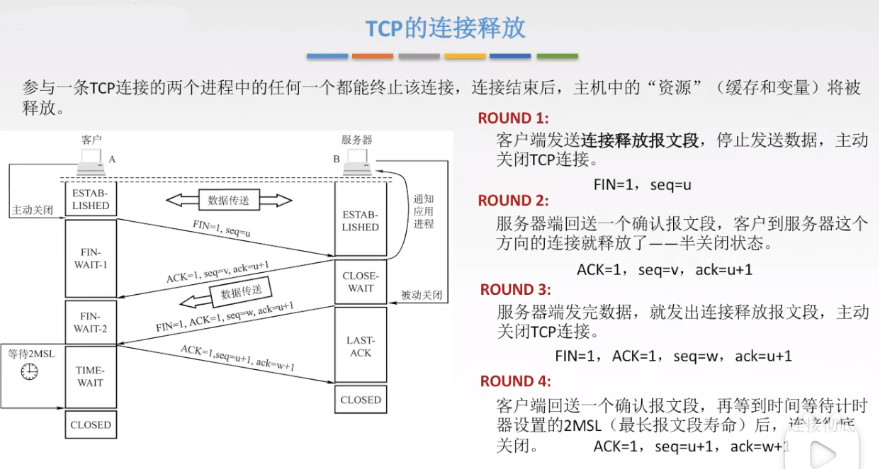 TCP的连接释放
参与一条TCP连接的两个进程中的任何一个都能终止该连接，连接结束后，主机中的“资源”（缓存和变量）将被
释放。
客户
服务器
A
B
ESTAB-
LISHED
数据传送
通知
应用
进程
主动关闭
FIN=1, seq=u
ESTAB-
LISHED
FIN-
WAIT-1
ACK=1, seq=v, ack=u+1
CLOSE-
WAIT
数据传送
被动关闭
FIN=1, ACK=1, seq=w, ack=u+1
FIN-
WAIT-2
ACK=1,seq=u+1, ack=w+1
LAST-
ACK
等待2MSL
TIME-
WAIT
CLOSED
CLOSED
ROUND 1:
客户端发送连接释放报文段，停止发送数据，主动
关闭TCP连接。
FIN=1，seq=u
ROUND 2:
服务器端回送一个确认报文段，客户到服务器这个
方向的连接就释放了——半关闭状态。
ACK=1，seq=v，ack=u+1
ROUND 3:
服务器端发完数据，就发出连接释放报文段，主动
关闭TCP连接。
FIN=1，ACK=1，seq=w，ack=u+1
ROUND 4:
客户端回送一个确认报文段，再等到时间等待计时
器设置的2MSL（最长报文段寿命）后，连接彻底
关闭。 ACK=1，seq=u+1，ack=w+1